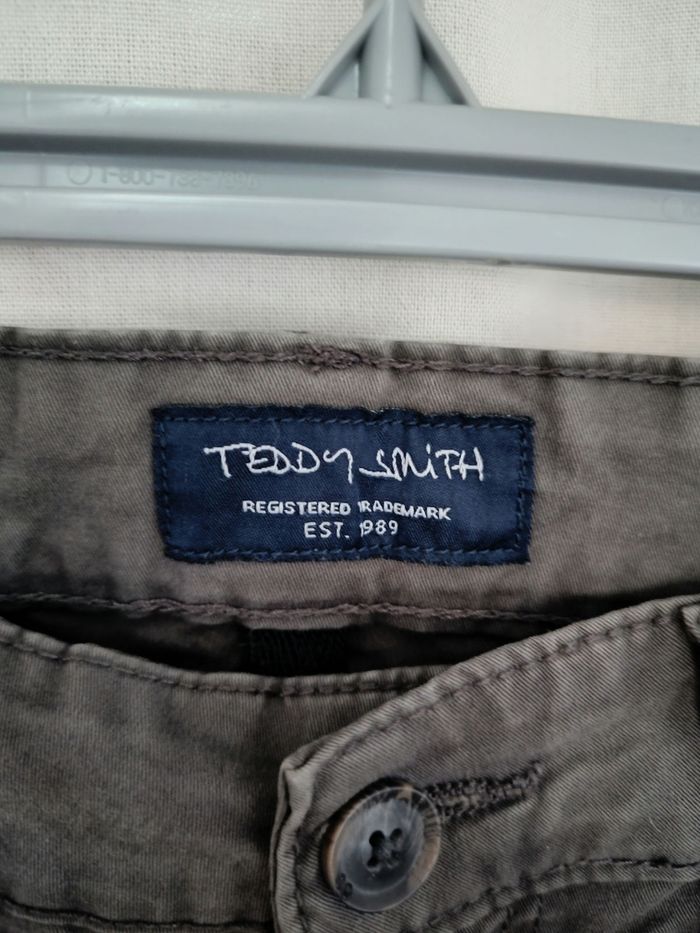 TEDDY SMITH
REGISTERED TRADEMARK
EST. 1989